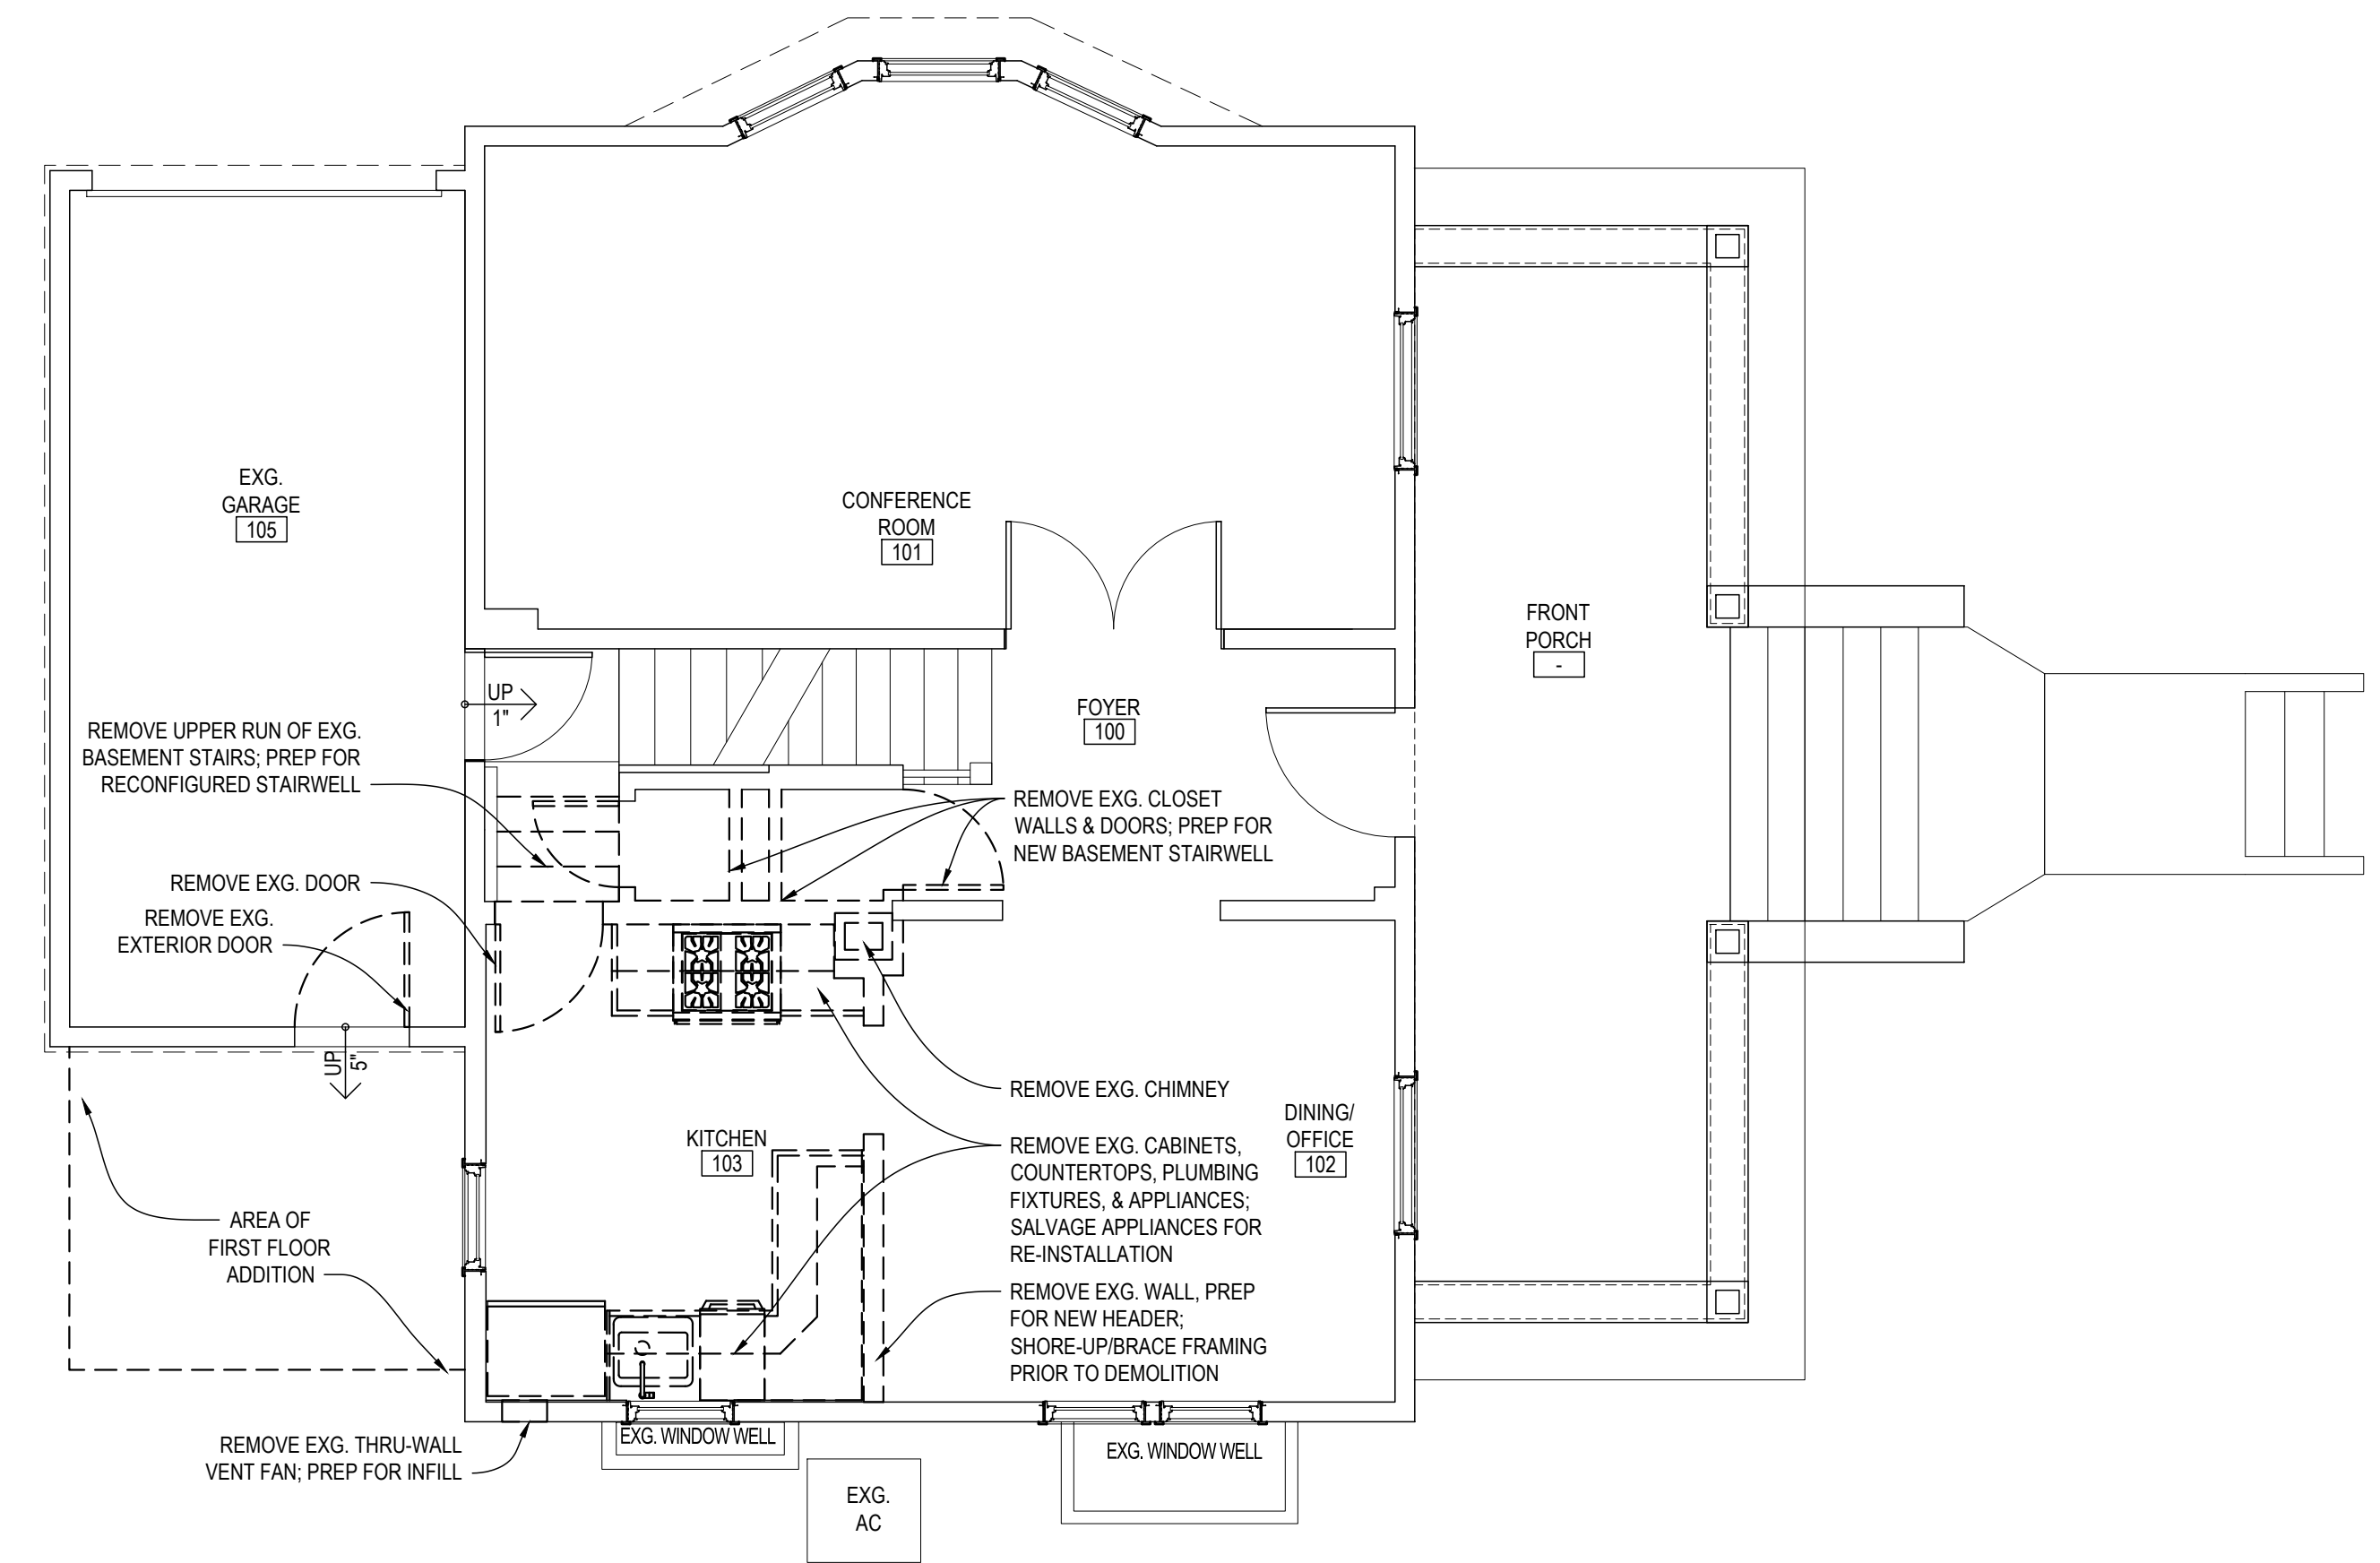 EXG.
GARAGE
105
CONFERENCE
ROOM
101
FRONT
PORCH
-
UP
1"
FOYER
100
REMOVE UPPER RUN OF EXG.
BASEMENT STAIRS; PREP FOR
RECONFIGURED STAIRWELL
REMOVE EXG. CLOSET
WALLS & DOORS; PREP FOR
NEW BASEMENT STAIRWELL
REMOVE EXG. DOOR
REMOVE EXG.
EXTERIOR DOOR
UP
5"
REMOVE EXG. CHIMNEY
KITCHEN
103
REMOVE EXG. CABINETS,
COUNTERTOPS, PLUMBING
FIXTURES, & APPLIANCES;
SALVAGE APPLIANCES FOR
RE-INSTALLATION
DINING/
OFFICE
102
AREA OF
FIRST FLOOR
ADDITION
REMOVE EXG. WALL, PREP
FOR NEW HEADER;
SHORE-UP/BRACE FRAMING
PRIOR TO DEMOLITION
REMOVE EXG. THRU-WALL
VENT FAN; PREP FOR INFILL
EXG. WINDOW WELL
EXG. WINDOW WELL
EXG.
AC